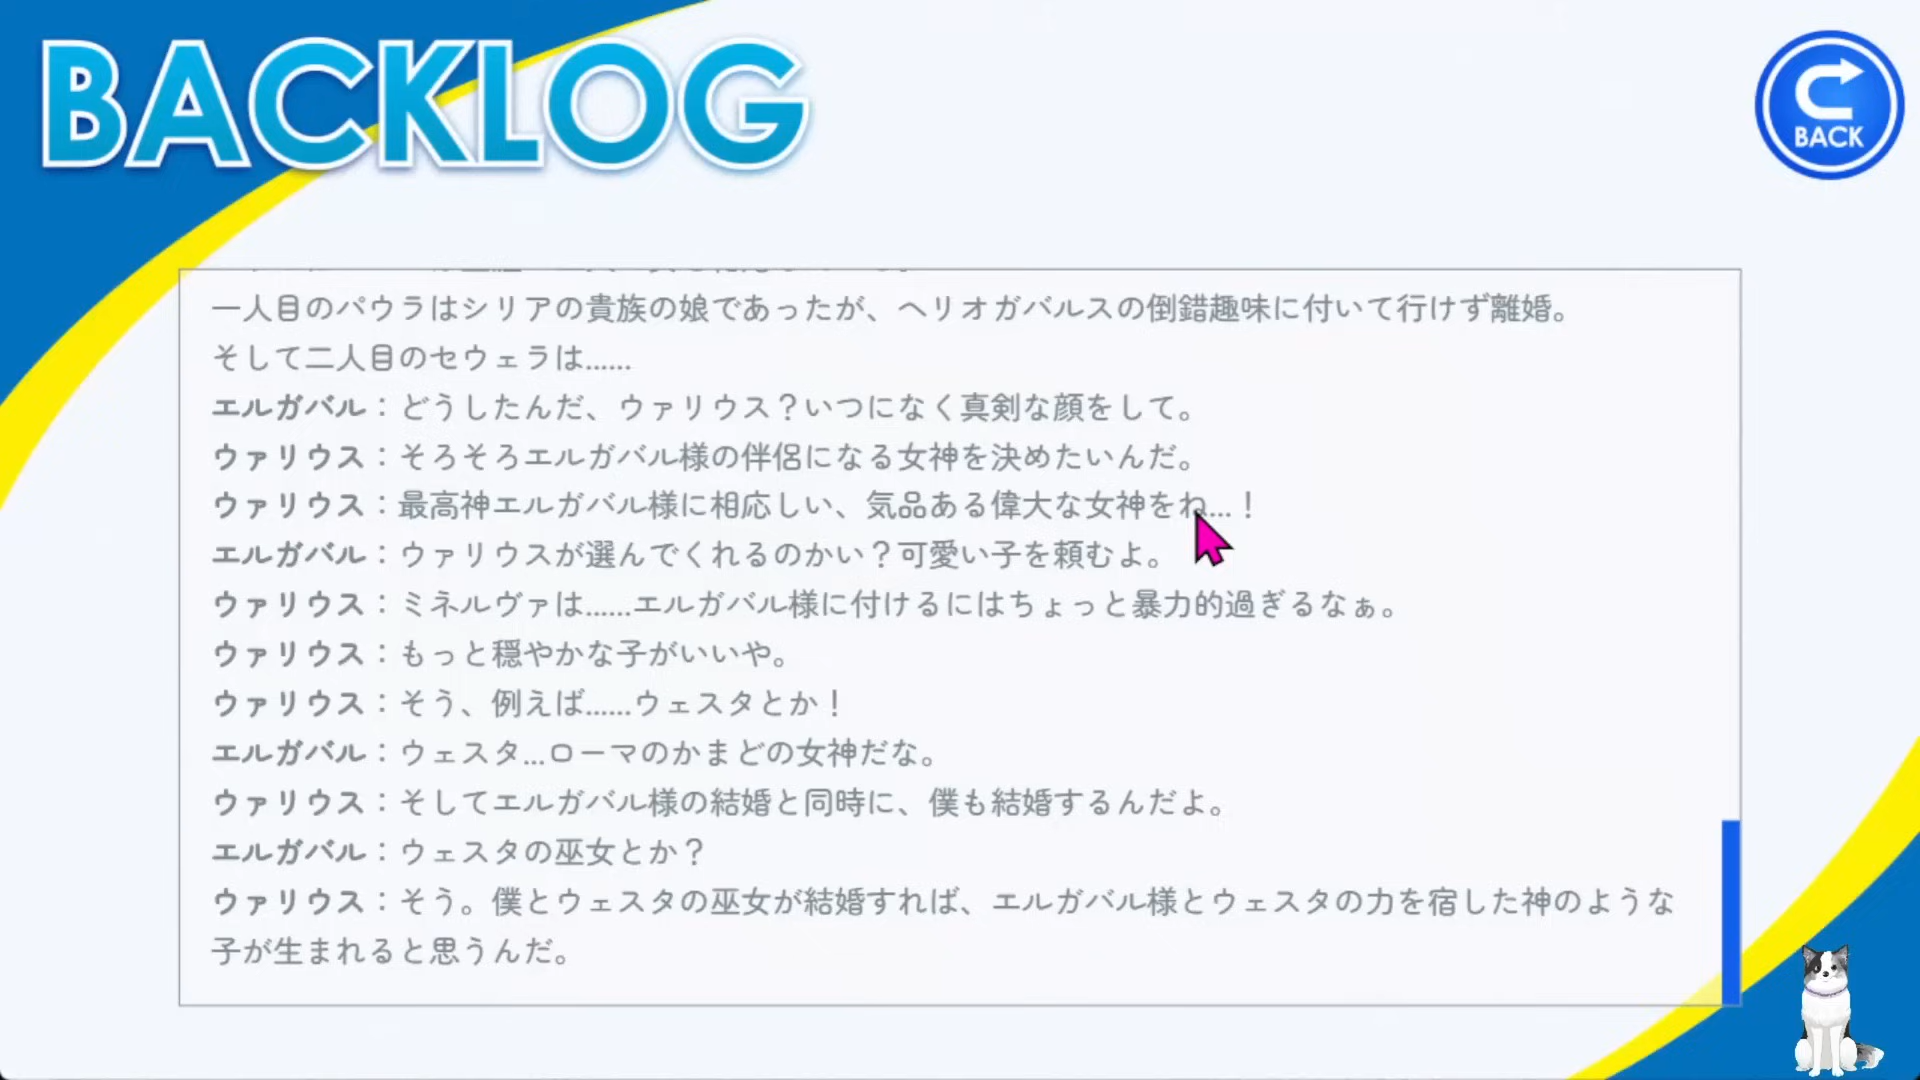 BACKLOG
BACK
一人目のパウラはシリアの貴族の娘であったが、ヘリオガバルスの倒錯趣味に付いて行けず離婚。
そして二人目のセウェラは……
エルガバル：どうしたんだ、ウァリウス？いつになく真剣な顔をして。
ウァリウス：そろそろエルガバル様の伴侶になる女神を決めたいんだ。
ウァリウス：最高神エルガバル様に相応しい、気品ある偉大な女神をね…！
エルガバル：ウァリウスが選んでくれるのかい？可愛い子を頼むよ。
ウァリウス：ミネルヴァは……エルガバル様に付けるにはちょっと暴力的過ぎるなぁ。
ウァリウス：もっと穏やかな子がいいや。
ウァリウス：そう、例えば……ウェスタとか！
エルガバル：ウェスタ…ローマのかまどの女神だな。
ウァリウス：そしてエルガバル様の結婚と同時に、僕も結婚するんだよ。
エルガバル：ウェスタの巫女とか？
ウァリウス：そう。僕とウェスタの巫女が結婚すれば、エルガバル様とウェスタの力を宿した神のような
子が生まれると思うんだ。